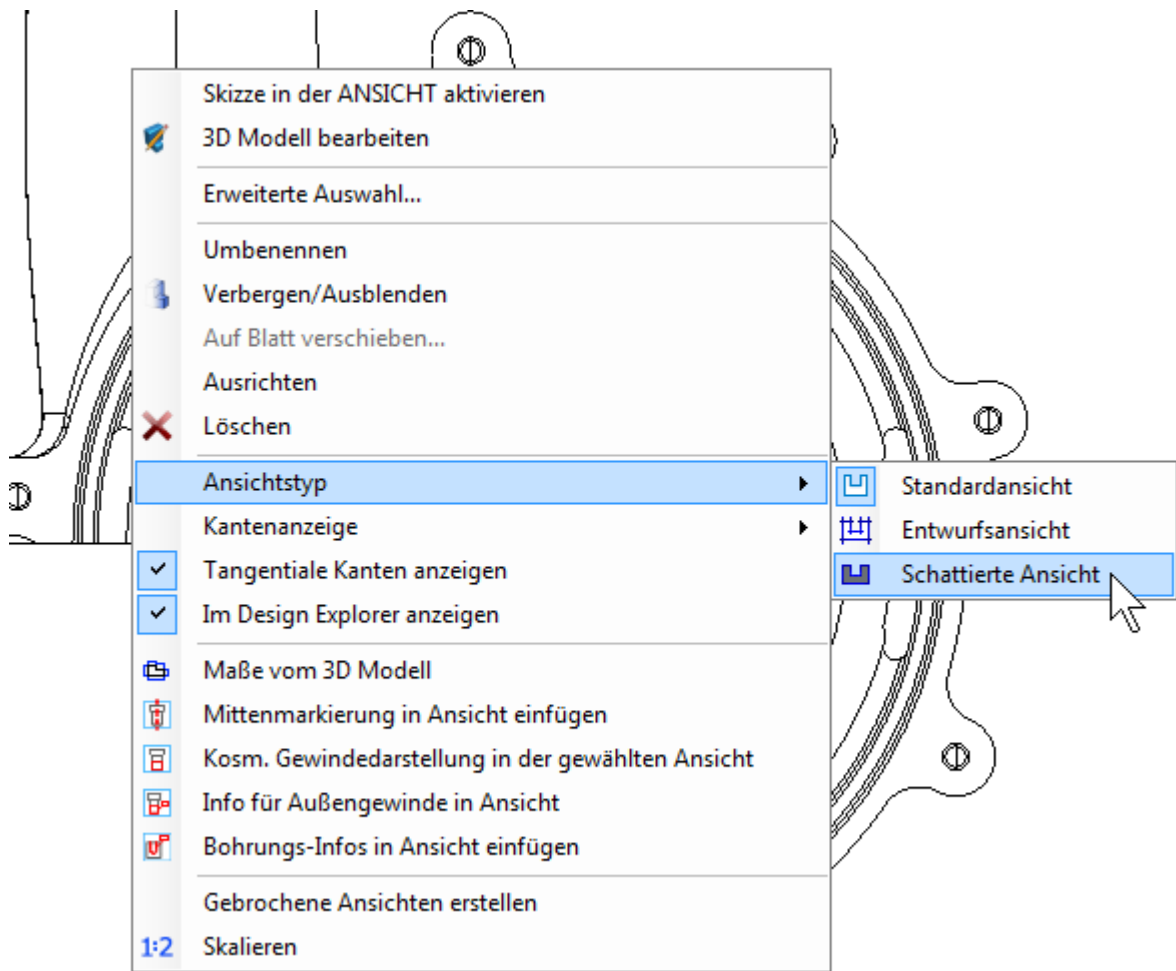 Skizze in der ANSICHT aktivieren
3D Modell bearbeiten
Erweiterte Auswahl...
Umbenennen
Verbergen/Ausblenden
Auf Blatt verschieben...
Ausrichten
Löschen
Ansichtstyp
Kantenanzeige
Tangentiale Kanten anzeigen
Im Design Explorer anzeigen
Maße vom 3D Modell
Mittenmarkierung in Ansicht einfügen
Kosm. Gewindedarstellung in der gewählten Ansicht
Info für Außengewinde in Ansicht
Bohrungs-Infos in Ansicht einfügen
Gebrochene Ansichten erstellen
1:2 Skalieren
Standardansicht
Entwurfsansicht
Schattierte Ansicht